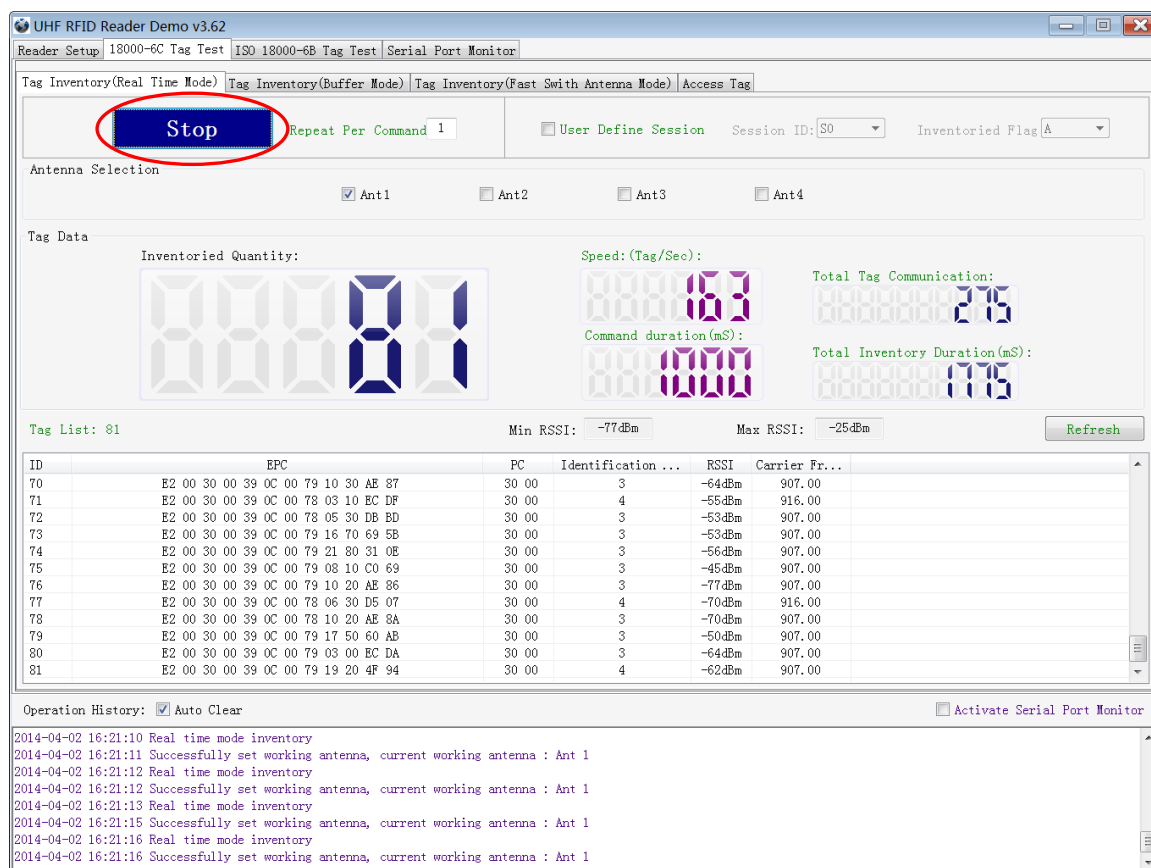 UHF RFID Reader Demo v3.62
Reader Setup 18000-6C Tag Test ISO 18000-6B Tag Test Serial Port Monitor
Tag Inventory(Real Time Mode) Tag Inventory(Buffer Mode) Tag Inventory(Fast Swith Antenna Mode) Access Tag
Stop Repeat Per Command 1 User Define Session Session ID: S0 Inventoried Flag A
Antenna Selection
Ant1 Ant2 Ant3 Ant4
Tag Data
Inventoried Quantity: Speed:(Tag/Sec):
Total Tag Communication:
81 163 275
Command duration(mS):
Total Inventory Duration(mS):
1000 1775
Tag List: 81 Min RSSI: -77dBm Max RSSI: -25dBm Refresh
ID EPC PC Identification ... RSSI Carrier Fr...
70 E2 00 30 00 39 0C 00 79 10 30 AE 87 30 00 3 -64dBm 907.00
71 E2 00 30 00 39 0C 00 78 03 10 EC DF 30 00 4 -55dBm 916.00
72 E2 00 30 00 39 0C 00 78 05 30 DB BD 30 00 3 -53dBm 907.00
73 E2 00 30 00 39 0C 00 79 16 70 69 5B 30 00 3 -53dBm 907.00
74 E2 00 30 00 39 0C 00 79 21 80 31 0E 30 00 3 -56dBm 907.00
75 E2 00 30 00 39 0C 00 79 08 10 C0 69 30 00 3 -45dBm 907.00
76 E2 00 30 00 39 0C 00 79 10 20 AE 86 30 00 3 -77dBm 907.00
77 E2 00 30 00 39 0C 00 78 06 30 D5 07 30 00 4 -70dBm 916.00
78 E2 00 30 00 39 0C 00 78 10 20 AE 8A 30 00 3 -70dBm 907.00
79 E2 00 30 00 39 0C 00 79 17 50 60 AB 30 00 3 -50dBm 907.00
80 E2 00 30 00 39 0C 00 79 03 00 EC DA 30 00 3 -64dBm 907.00
81 E2 00 30 00 39 0C 00 79 19 20 4F 94 30 00 4 -62dBm 907.00
Operation History: Auto Clear Activate Serial Port Monitor
2014-04-02 16:21:10 Real time mode inventory
2014-04-02 16:21:11 Successfully set working antenna, current working antenna : Ant 1
2014-04-02 16:21:12 Real time mode inventory
2014-04-02 16:21:12 Successfully set working antenna, current working antenna : Ant 1
2014-04-02 16:21:13 Real time mode inventory
2014-04-02 16:21:15 Successfully set working antenna, current working antenna : Ant 1
2014-04-02 16:21:16 Real time mode inventory
2014-04-02 16:21:16 Successfully set working antenna, current working antenna : Ant 1